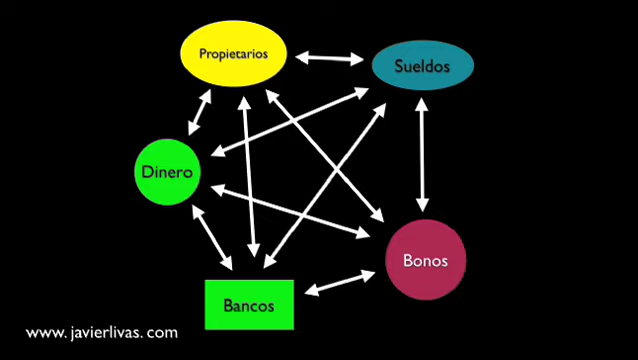 Propietarios
Sueldos
Dinero
Bonos
Bancos
www. javierlivas. com